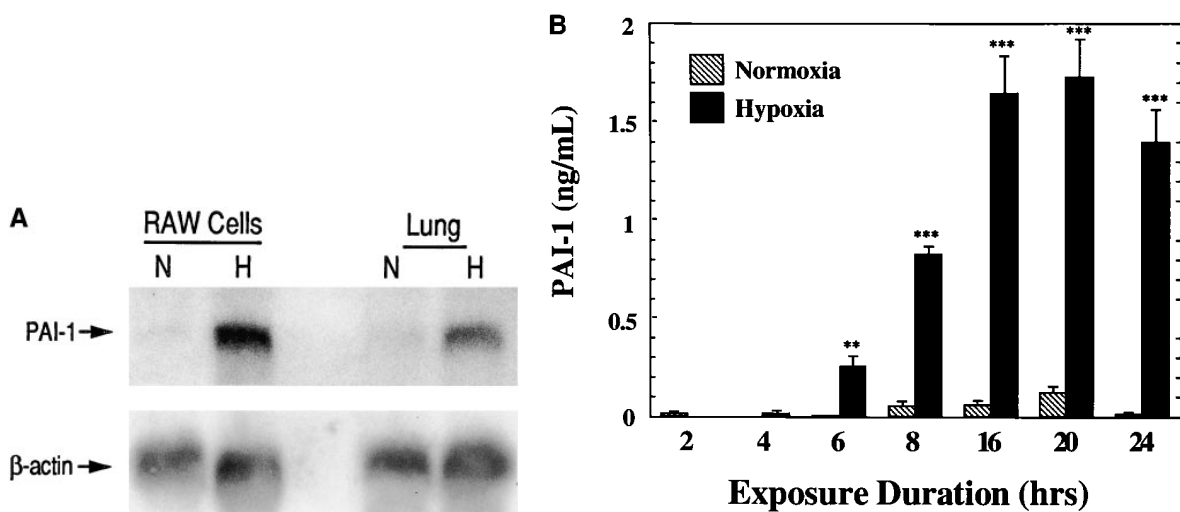 A
RAW Cells Lung
N H N H
PAI-1
β-actin
B
PAI-1 (ng/mL)
2
1.5
1
0.5
0
Normoxia
Hypoxia
** *** *** *** ***
2 4 6 8 16 20 24
Exposure Duration (hrs)